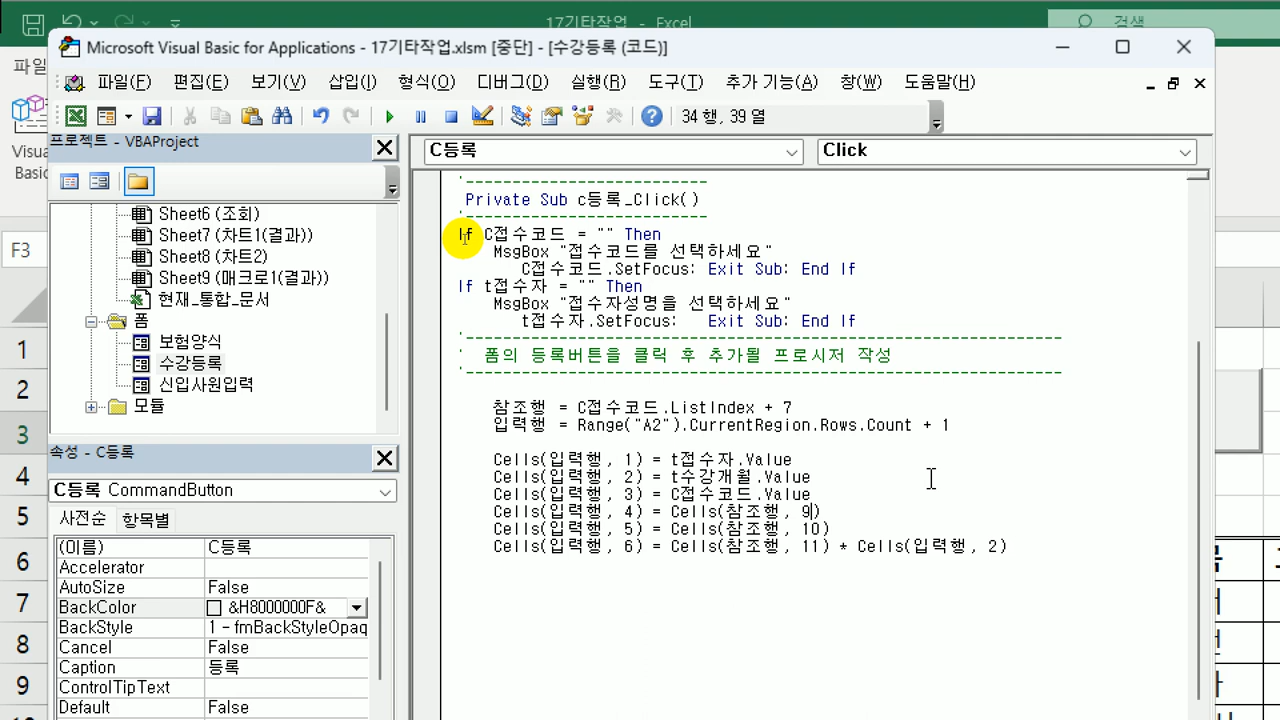 17기타작업 - Excel
검색
Microsoft Visual Basic for Applications - 17기타작업.xlsm [중단] - [수강등록 (코드)]
파일
파일(F) 편집(E) 보기(V) 삽입(I) 형식(O) 디버그(D) 실행(R) 도구(T) 추가 기능(A) 창(W) 도움말(H)
34 행, 39 열
Visua
Basic
프로젝트 - VBAProject
C등록
Click
Sheet6 (조회)
Sheet7 (차트1(결과))
Sheet8 (차트2)
Sheet9 (매크로1(결과))
현재_통합_문서
폼
보험양식
수강등록
신입사원입력
모듈
F3
1
2
3
4
5
6
7
8
9
'--------------------------
Private Sub c등록_Click()
'--------------------------
If C접수코드 = "" Then
MsgBox "접수코드를 선택하세요"
C접수코드.SetFocus: Exit Sub: End If
If t접수자 = "" Then
MsgBox "접수자성명을 선택하세요"
t접수자.SetFocus: Exit Sub: End If
'----------------------------------------------------------------
' 폼의 등록버튼을 클릭 후 추가될 프로시저 작성
'----------------------------------------------------------------
참조행 = C접수코드.ListIndex + 7
입력행 = Range("A2").CurrentRegion.Rows.Count + 1
Cells(입력행, 1) = t접수자.Value
Cells(입력행, 2) = t수강개월.Value
Cells(입력행, 3) = C접수코드.Value
Cells(입력행, 4) = Cells(참조행, 9)
Cells(입력행, 5) = Cells(참조행, 10)
Cells(입력행, 6) = Cells(참조행, 11) * Cells(입력행, 2)
속성 - C등록
C등록 CommandButton
사전순 항목별
(이름) C등록
Accelerator
AutoSize False
BackColor &H8000000F&
BackStyle 1 - fmBackStyleOpaq
Cancel False
Caption 등록
ControlTipText
Default False